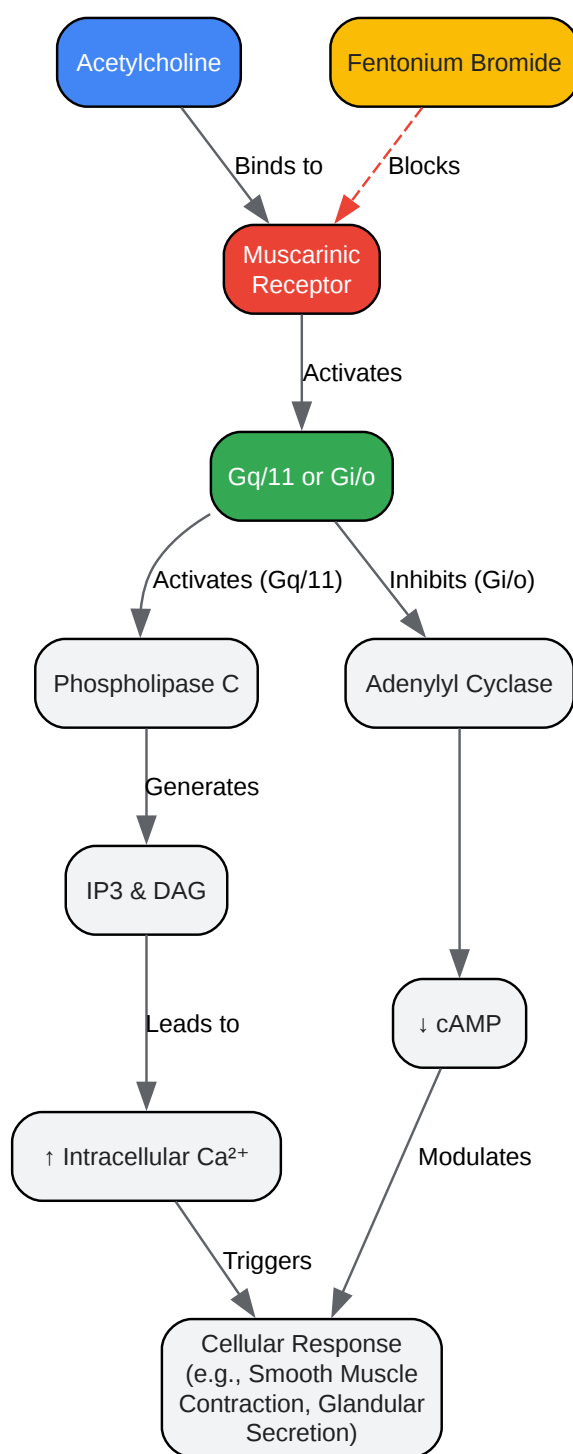 Acetylcholine
Fentonium Bromide
Binds to
Blocks
Muscarinic
Receptor
Activates
Gq/11 or Gi/o
Activates (Gq/11)
Inhibits (Gi/o)
Phospholipase C
Adenylyl Cyclase
Generates
IP3 & DAG
Leads to
↓ cAMP
↑ Intracellular Ca²⁺
Modulates
Triggers
Cellular Response
(e.g., Smooth Muscle
Contraction, Glandular
Secretion)